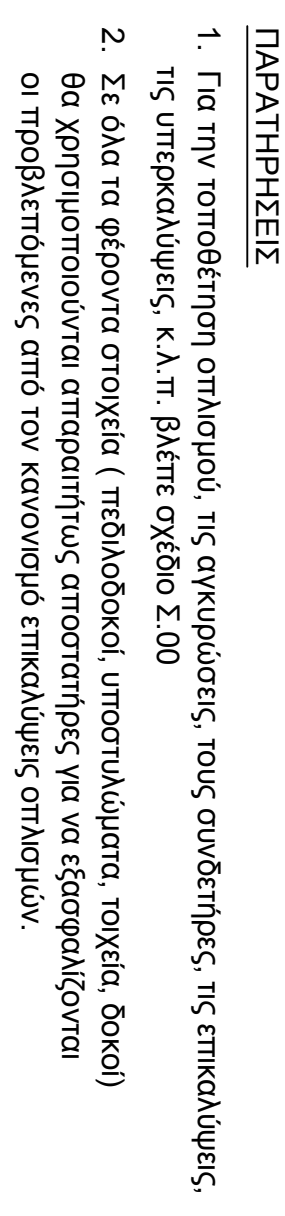 ΠΑΡΑΤΗΡΗΣΕΙΣ
1. Για την τοποθέτηση οπλισμού, τις αγκυρώσεις, τους συνδετήρες, τις επικαλύψεις,
τις υπερκαλύψεις, κ.λ.π. βλέπε σχέδιο Σ.00
2. Σε όλα τα φέροντα στοιχεία ( πεδιλοδοκοί, υποστυλώματα, τοιχεία, δοκοί)
θα χρησιμοποιούνται απαραιτήτως αποστατήρες για να εξασφαλίζονται
οι προβλεπόμενες από τον κανονισμό επικαλύψεις οπλισμών.